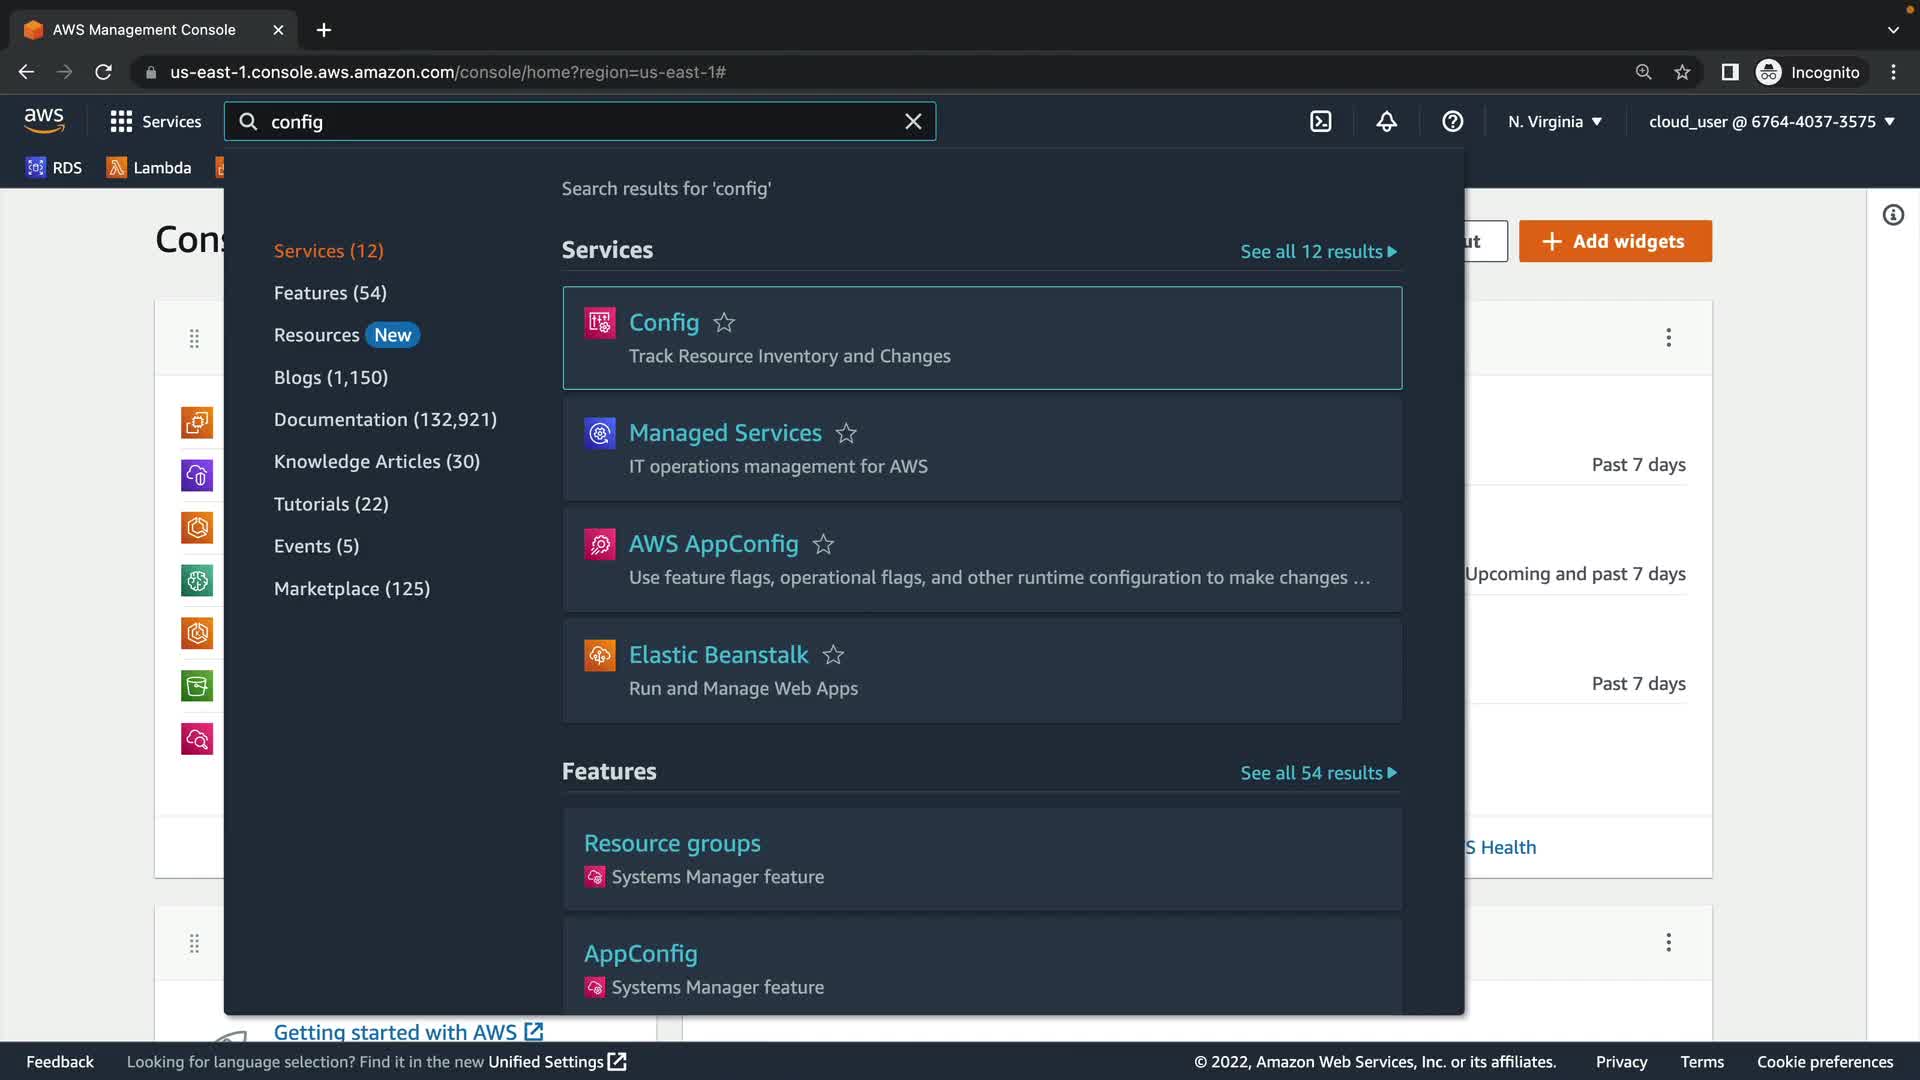 AWS Management Console
us-east-1.console.aws.amazon.com/console/home?region=us-east-1#
Incognito
aws
Services
config
N. Virginia
cloud_user @ 6764-4037-3575
RDS
Lambda
Search results for 'config'
Services (12)
Features (54)
Resources New
Blogs (1,150)
Documentation (132,921)
Knowledge Articles (30)
Tutorials (22)
Events (5)
Marketplace (125)
Services
See all 12 results
Config
Track Resource Inventory and Changes
Managed Services
IT operations management for AWS
AWS AppConfig
Use feature flags, operational flags, and other runtime configuration to make changes ...
Elastic Beanstalk
Run and Manage Web Apps
Features
See all 54 results
Resource groups
Systems Manager feature
AppConfig
Systems Manager feature
Add widgets
Past 7 days
Upcoming and past 7 days
Past 7 days
S Health
Getting started with AWS
Feedback
Looking for language selection? Find it in the new Unified Settings
© 2022, Amazon Web Services, Inc. or its affiliates.
Privacy
Terms
Cookie preferences